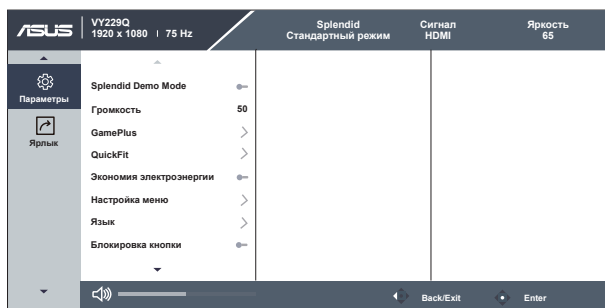 ASUS
VY229Q
1920 x 1080 | 75 Hz
Splendid
Стандартный режим
Сигнал
HDMI
Яркость
65
Параметры
Ярлык
Splendid Demo Mode
Громкость 50
GamePlus
QuickFit
Экономия электроэнергии
Настройка меню
Язык
Блокировка кнопки
Back/Exit
Enter